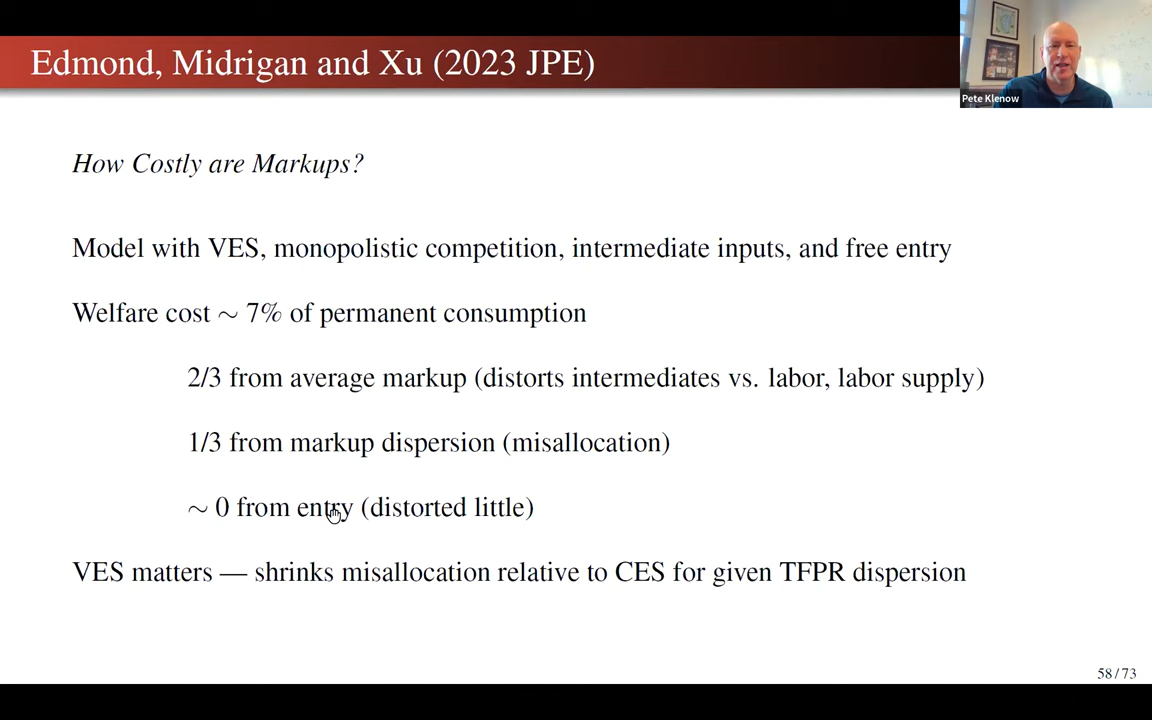 Edmond, Midrigan and Xu (2023 JPE)
Pete Klenow
How Costly are Markups?
Model with VES, monopolistic competition, intermediate inputs, and free entry
Welfare cost ∼ 7% of permanent consumption
2/3 from average markup (distorts intermediates vs. labor, labor supply)
1/3 from markup dispersion (misallocation)
∼ 0 from entry (distorted little)
VES matters — shrinks misallocation relative to CES for given TFPR dispersion
58 / 73